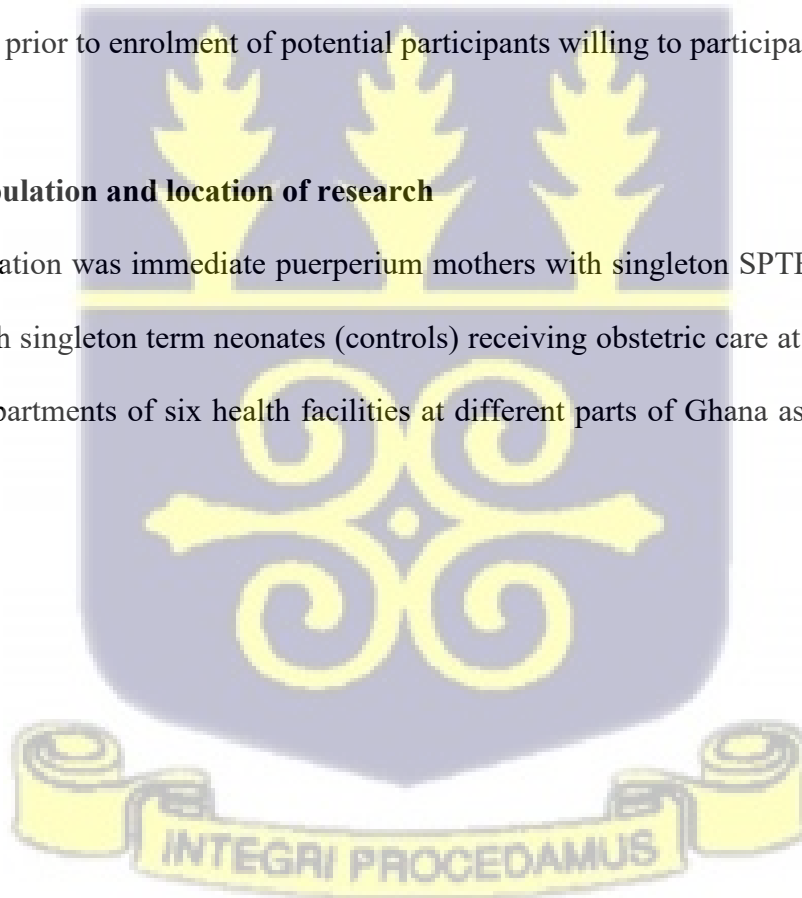 prior to enrolment of potential participants willing to participa
ulation and location of research
ation was immediate puerperium mothers with singleton SPTB
h singleton term neonates (controls) receiving obstetric care at
partments of six health facilities at different parts of Ghana as
INTEGRI PROCEDAMUS